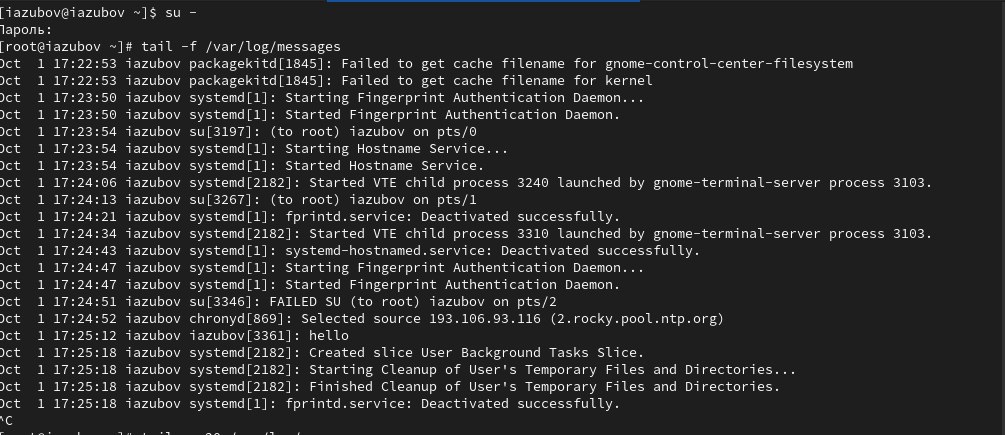 [iazubov@iazubov ~]$ su -
Пароль:
[root@iazubov ~]# tail -f /var/log/messages
Oct  1 17:22:53 iazubov packagekitd[1845]: Failed to get cache filename for gnome-control-center-filesystem
Oct  1 17:22:53 iazubov packagekitd[1845]: Failed to get cache filename for kernel
Oct  1 17:23:50 iazubov systemd[1]: Starting Fingerprint Authentication Daemon...
Oct  1 17:23:50 iazubov systemd[1]: Started Fingerprint Authentication Daemon.
Oct  1 17:23:54 iazubov su[3197]: (to root) iazubov on pts/0
Oct  1 17:23:54 iazubov systemd[1]: Starting Hostname Service...
Oct  1 17:23:54 iazubov systemd[1]: Started Hostname Service.
Oct  1 17:24:06 iazubov systemd[2182]: Started VTE child process 3240 launched by gnome-terminal-server process 3103.
Oct  1 17:24:13 iazubov su[3267]: (to root) iazubov on pts/1
Oct  1 17:24:21 iazubov systemd[1]: fprintd.service: Deactivated successfully.
Oct  1 17:24:34 iazubov systemd[2182]: Started VTE child process 3310 launched by gnome-terminal-server process 3103.
Oct  1 17:24:43 iazubov systemd[1]: systemd-hostnamed.service: Deactivated successfully.
Oct  1 17:24:47 iazubov systemd[1]: Starting Fingerprint Authentication Daemon...
Oct  1 17:24:47 iazubov systemd[1]: Started Fingerprint Authentication Daemon.
Oct  1 17:24:51 iazubov su[3346]: FAILED SU (to root) iazubov on pts/2
Oct  1 17:24:52 iazubov chronyd[869]: Selected source 193.106.93.116 (2.rocky.pool.ntp.org)
Oct  1 17:25:12 iazubov iazubov[3361]: hello
Oct  1 17:25:18 iazubov systemd[2182]: Created slice User Background Tasks Slice.
Oct  1 17:25:18 iazubov systemd[2182]: Starting Cleanup of User's Temporary Files and Directories...
Oct  1 17:25:18 iazubov systemd[2182]: Finished Cleanup of User's Temporary Files and Directories.
Oct  1 17:25:18 iazubov systemd[1]: fprintd.service: Deactivated successfully.
^C